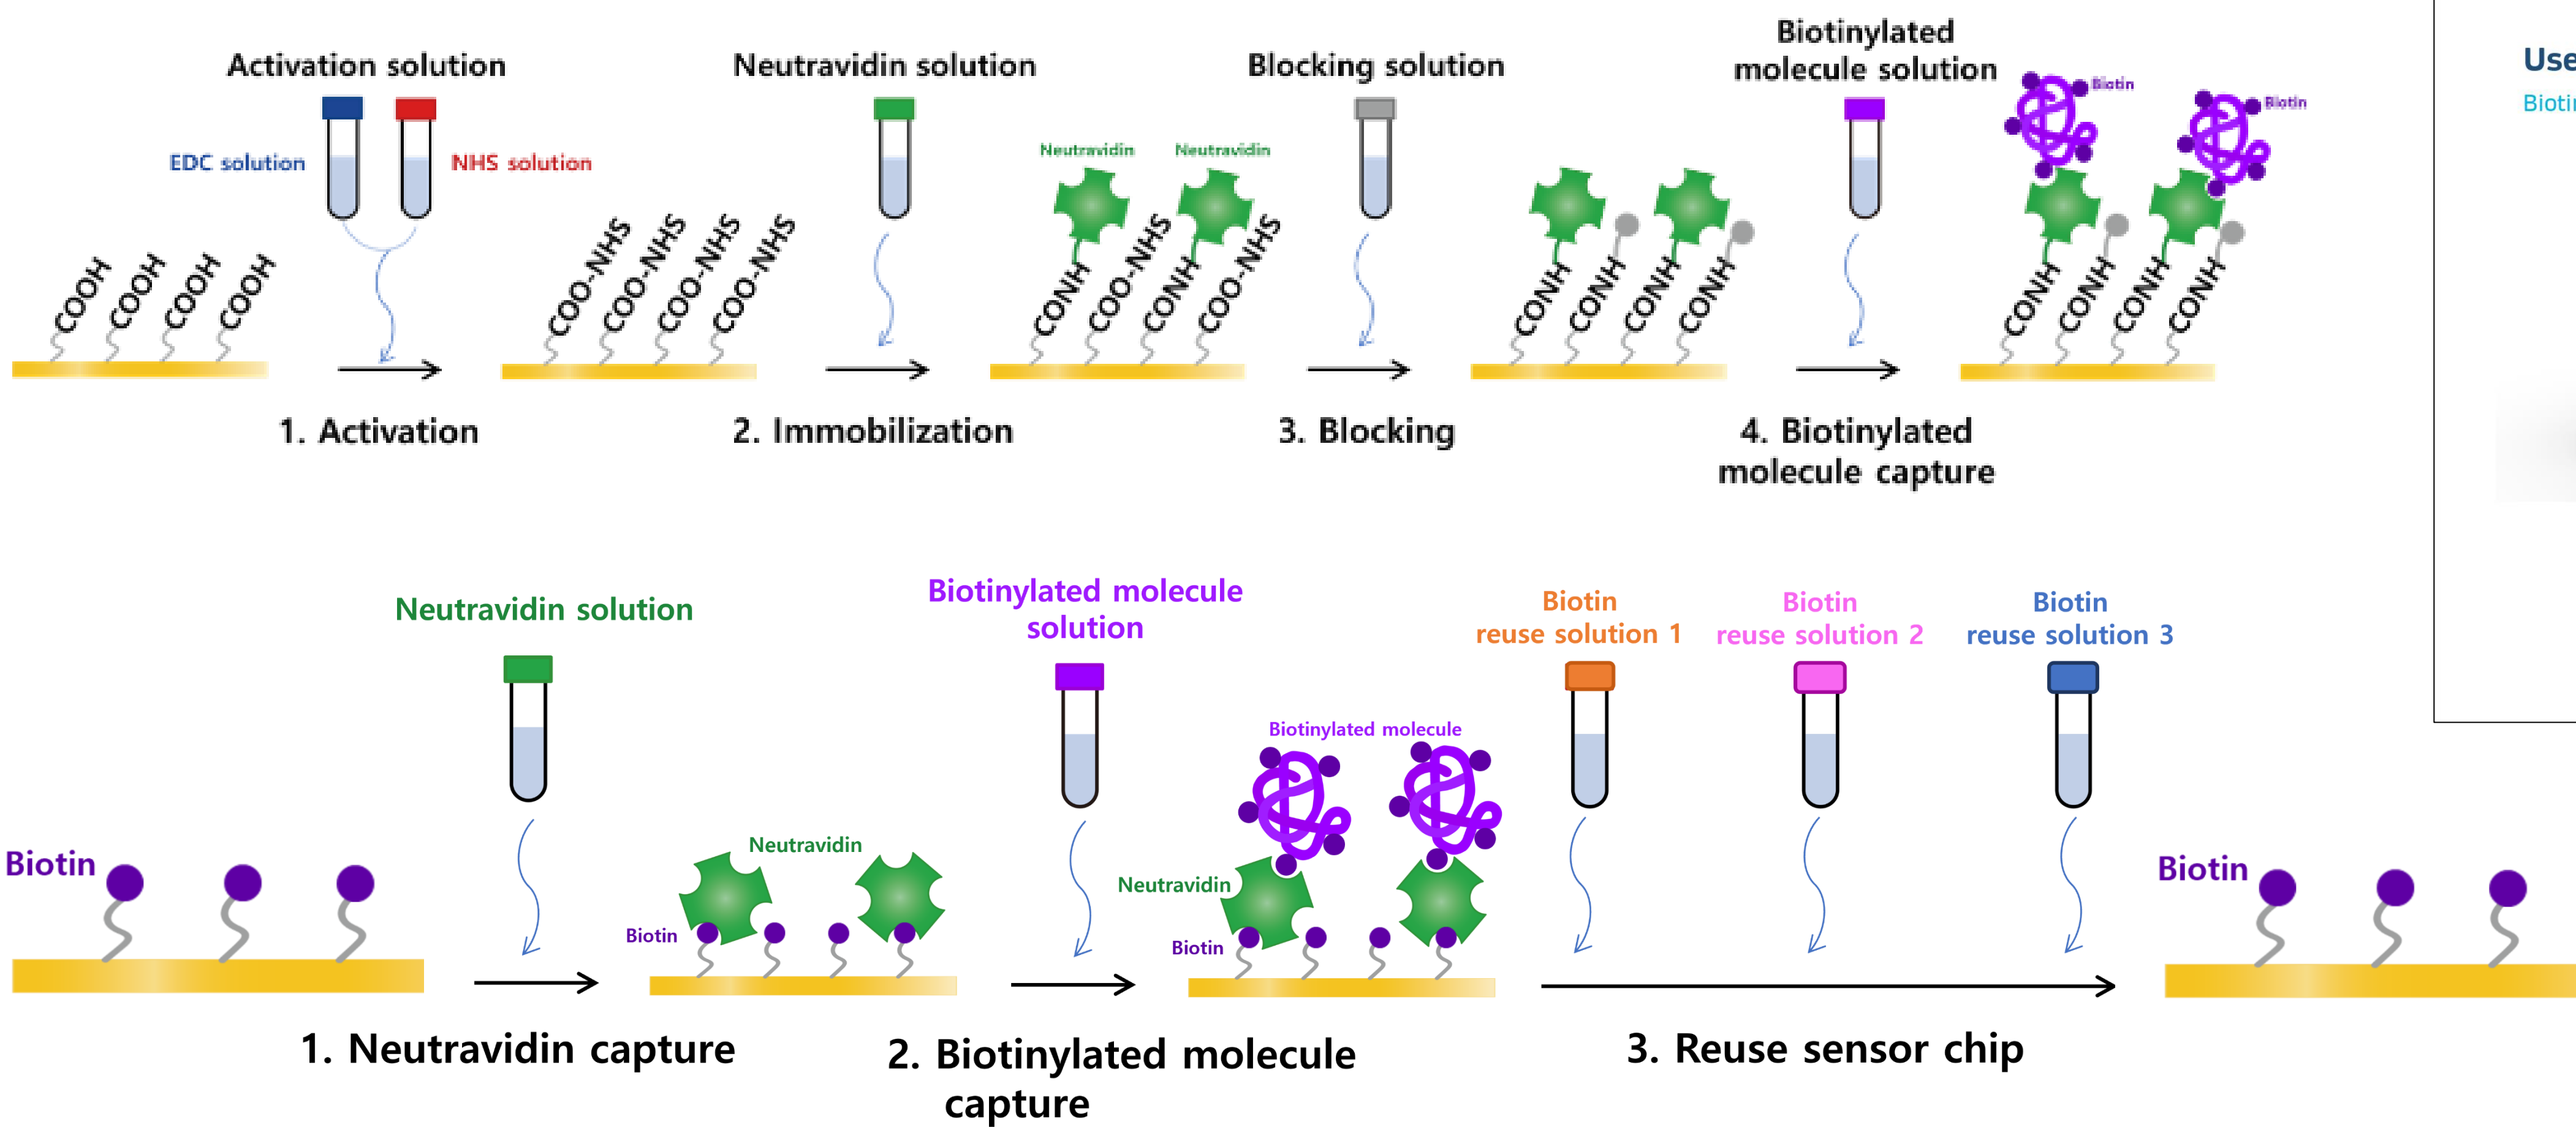 Activation solution
EDC solution
NHS solution
COOH
COOH
COOH
COOH
1. Activation
COO-NHS
COO-NHS
COO-NHS
COO-NHS
Neutravidin solution
2. Immobilization
Neutravidin
Neutravidin
CONH
COO-NHS
CONH
COO-NHS
Blocking solution
3. Blocking
CONH
CONH
CONH
CONH
Biotinylated
molecule solution
4. Biotinylated
molecule capture
Biotin
Biotin
CONH
CONH
CONH
CONH
Use
Biotin
Biotin
Neutravidin solution
1. Neutravidin capture
Neutravidin
Biotin
Biotinylated molecule
solution
2. Biotinylated molecule
capture
Biotinylated molecule
Neutravidin
Biotin
Biotin
reuse solution 1
Biotin
reuse solution 2
Biotin
reuse solution 3
3. Reuse sensor chip
Biotin